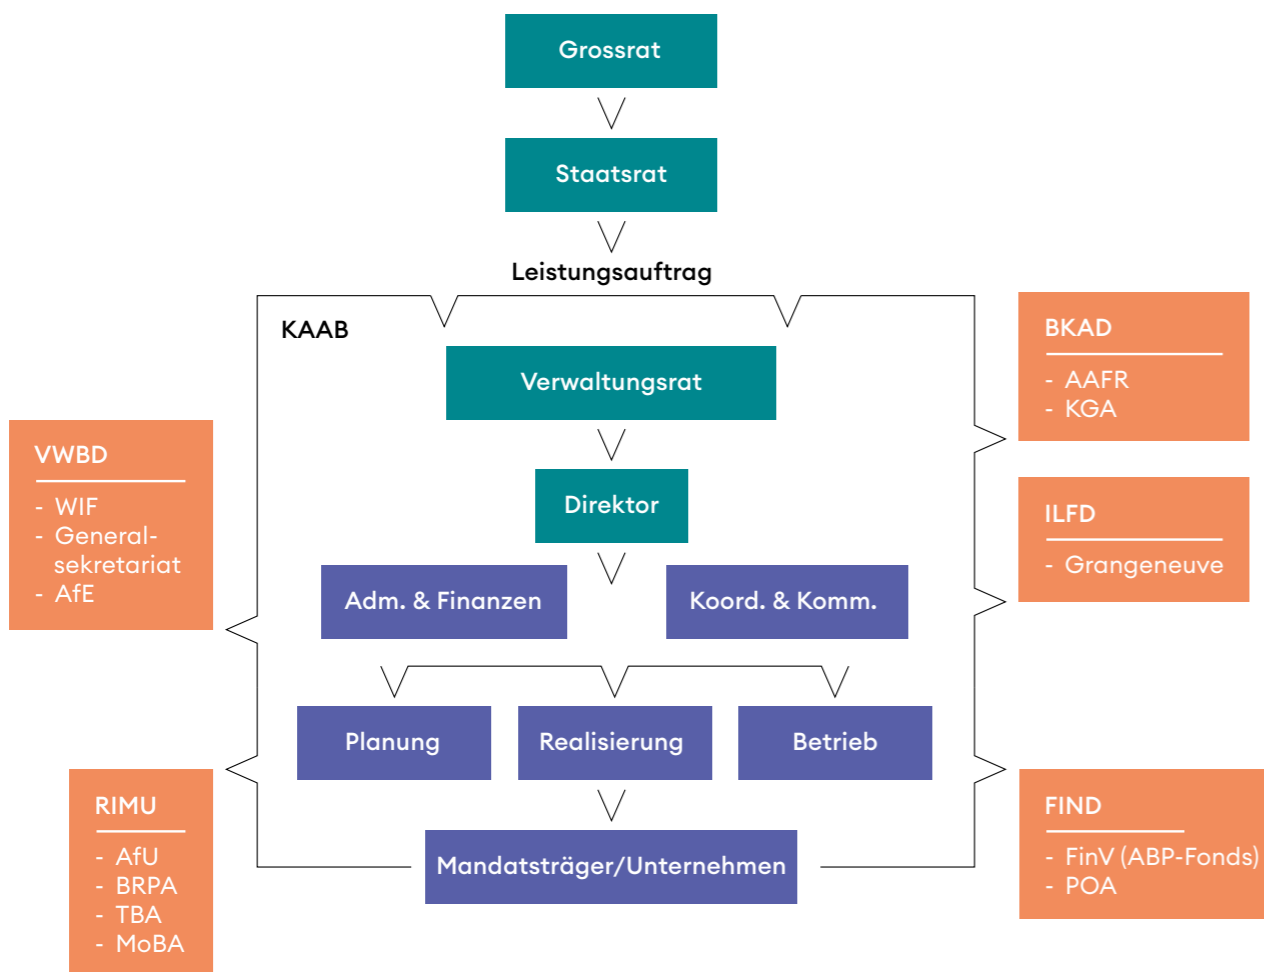 Grossrat
Staatsrat
Leistungsauftrag
KAAB
Verwaltungsrat
Direktor
Adm. & Finanzen
Koord. & Komm.
Planung
Realisierung
Betrieb
Mandatsträger/Unternehmen
VWBD
- WIF
- General-
sekretariat
- AfE
RIMU
- AfU
- BRPA
- TBA
- MoBA
BKAD
- AAFR
- KGA
ILFD
- Grangeneuve
FIND
- FinV (ABP-Fonds)
- POA